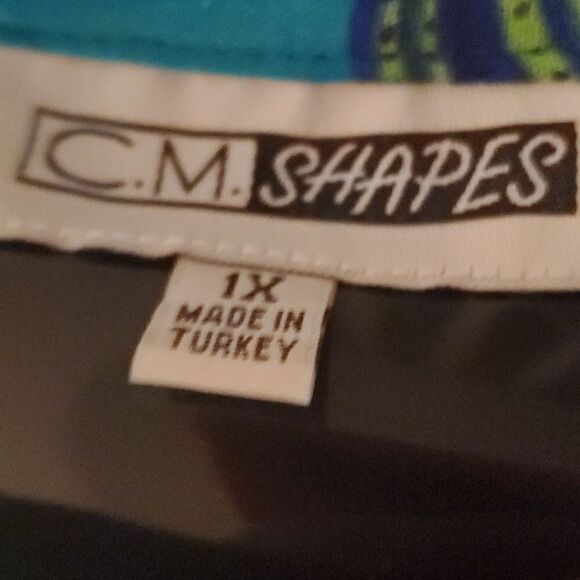 C.M. SHAPES
1X
MADE IN
TURKEY